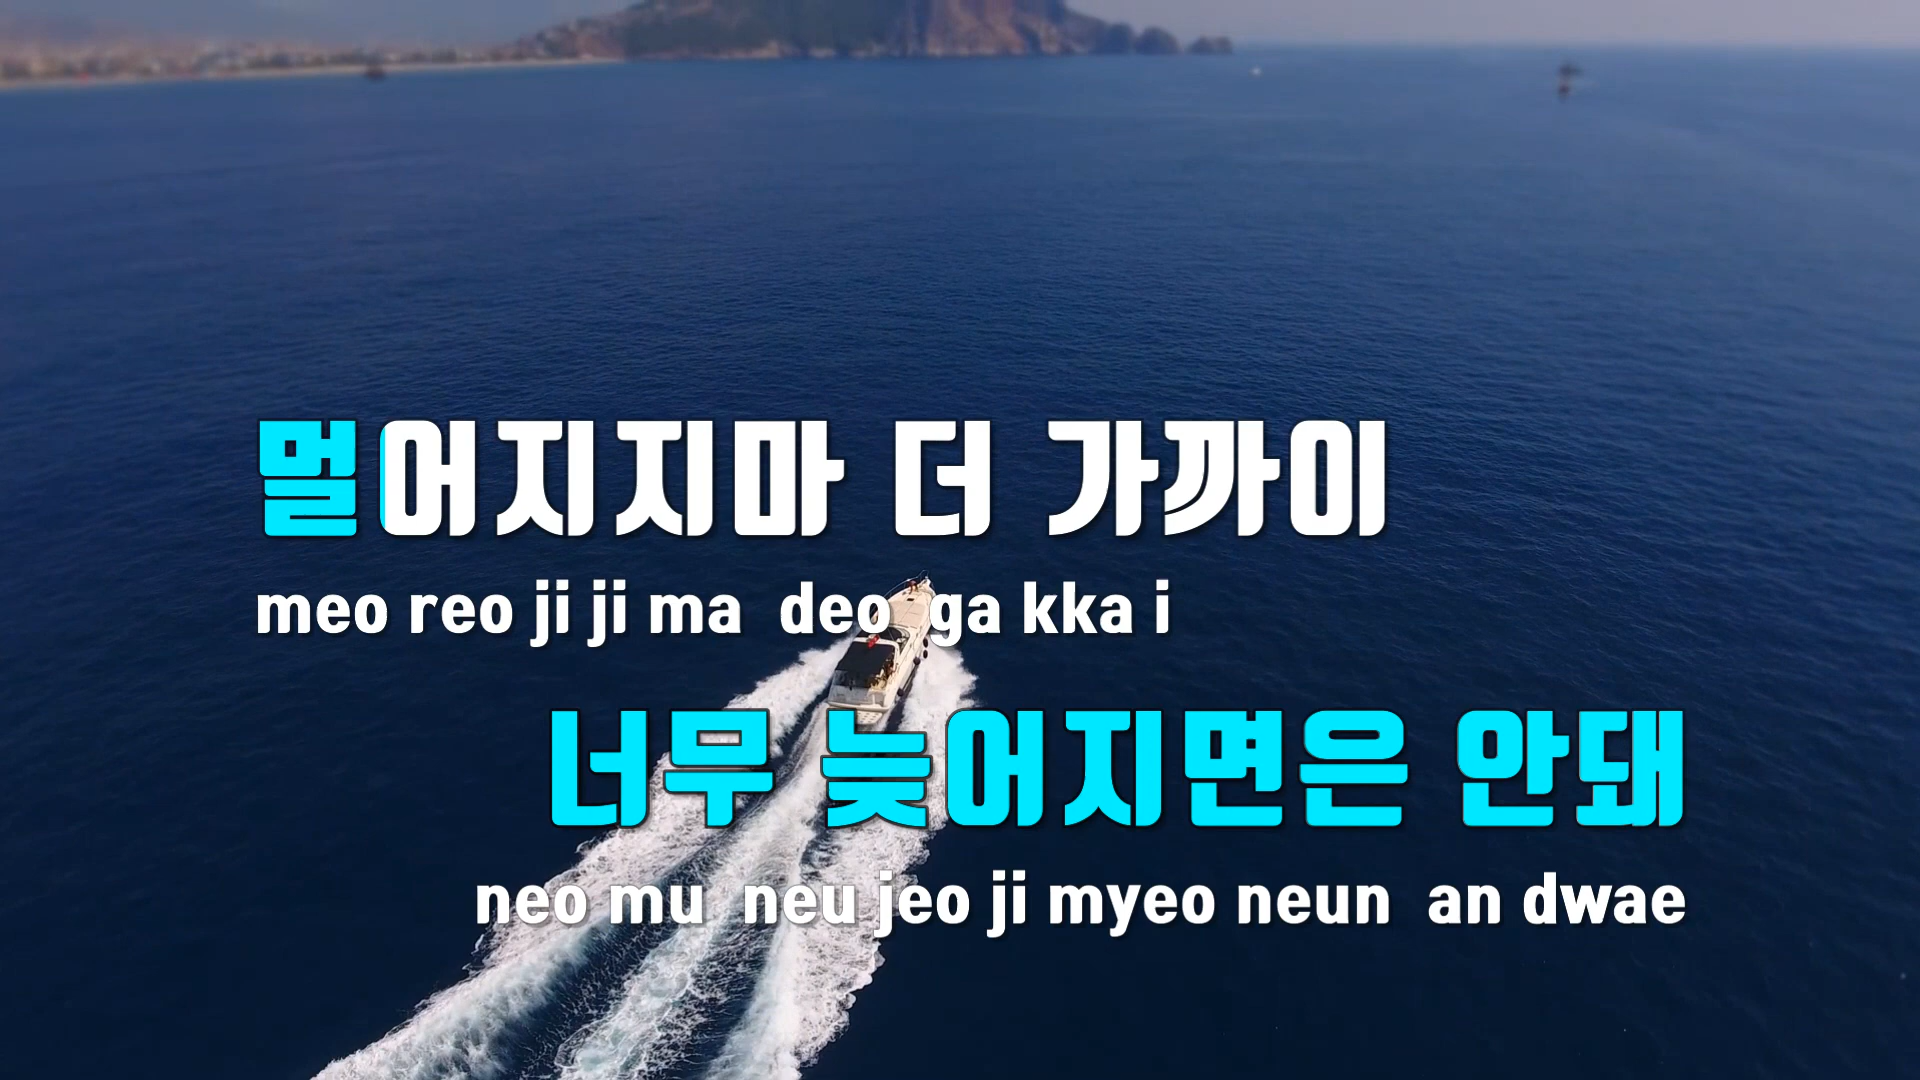 멀어지지마 더 가까이
meo reo ji ji ma deo ga kka i
너무 늦어지면은 안돼
neo mu neu jeo ji myeo neun an dwae